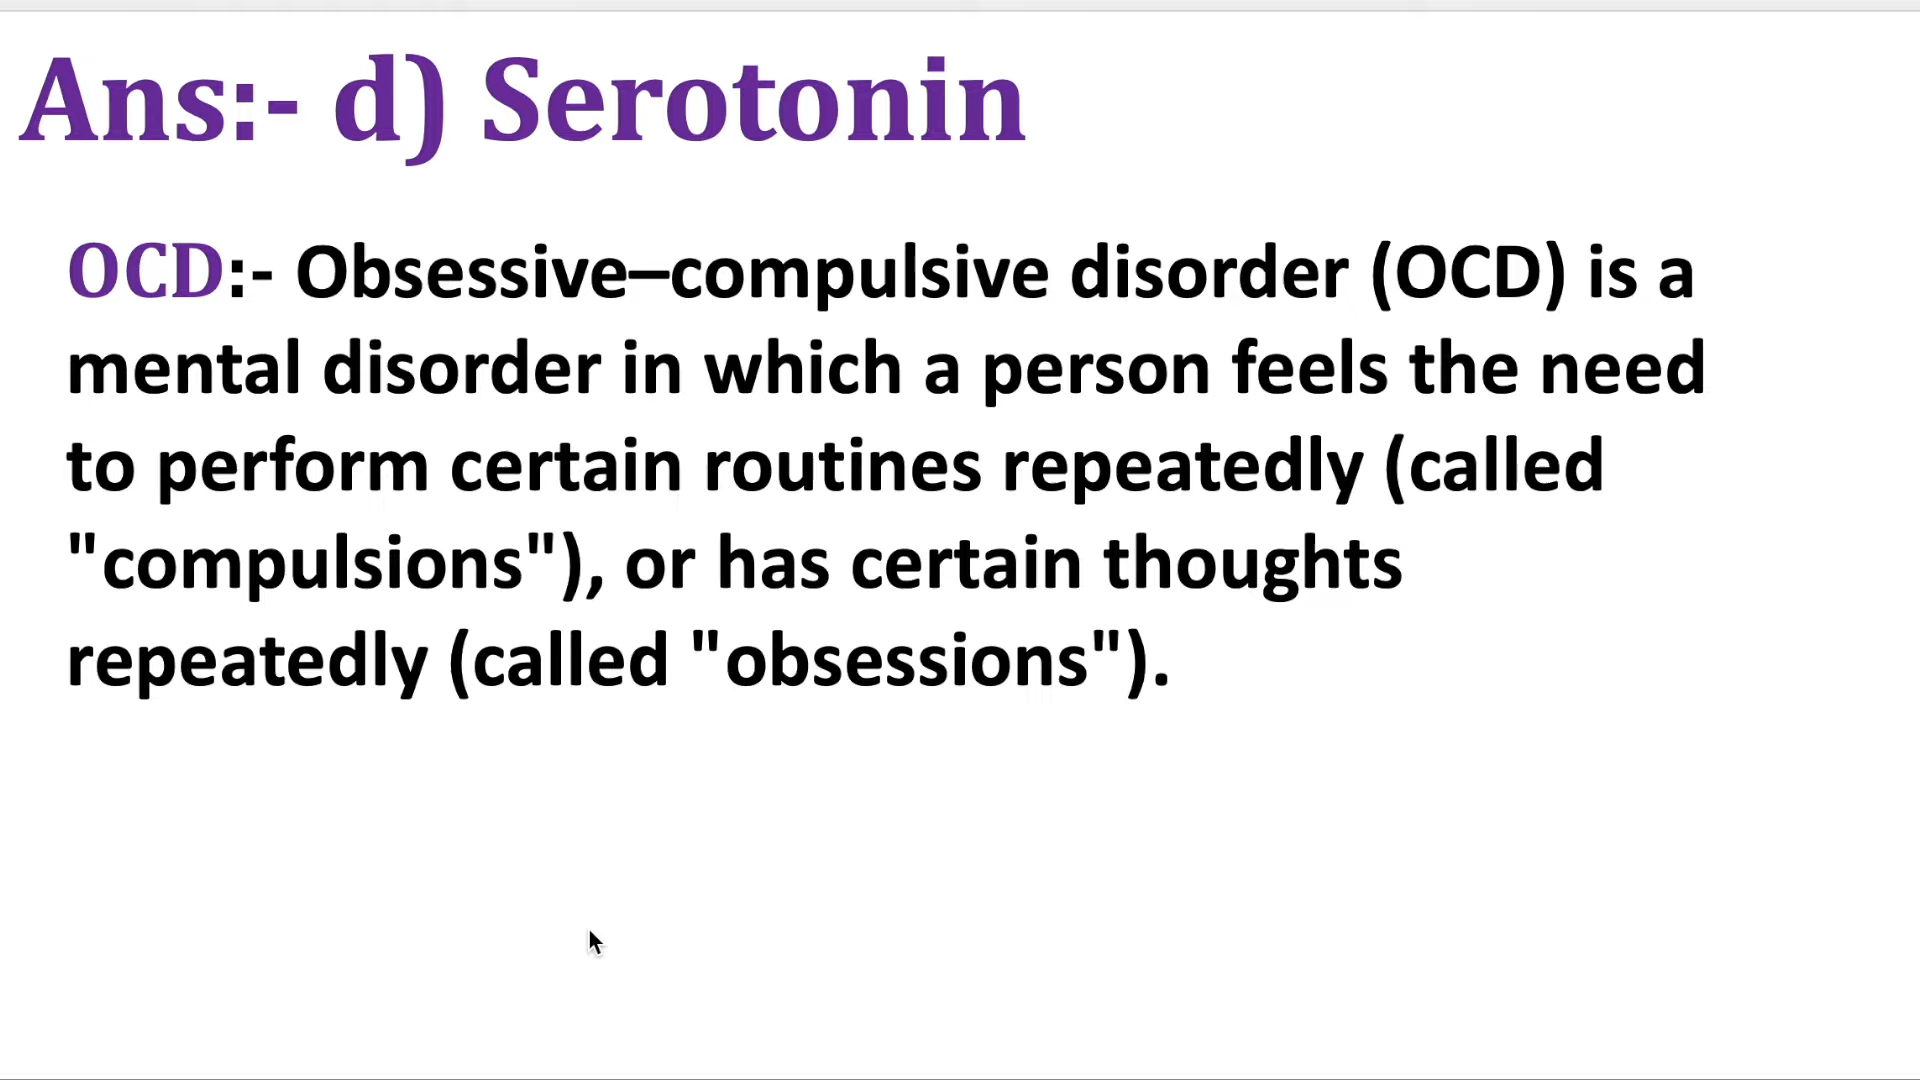 Ans:- d) Serotonin
OCD:- Obsessive–compulsive disorder (OCD) is a
mental disorder in which a person feels the need
to perform certain routines repeatedly (called
"compulsions"), or has certain thoughts
repeatedly (called "obsessions").